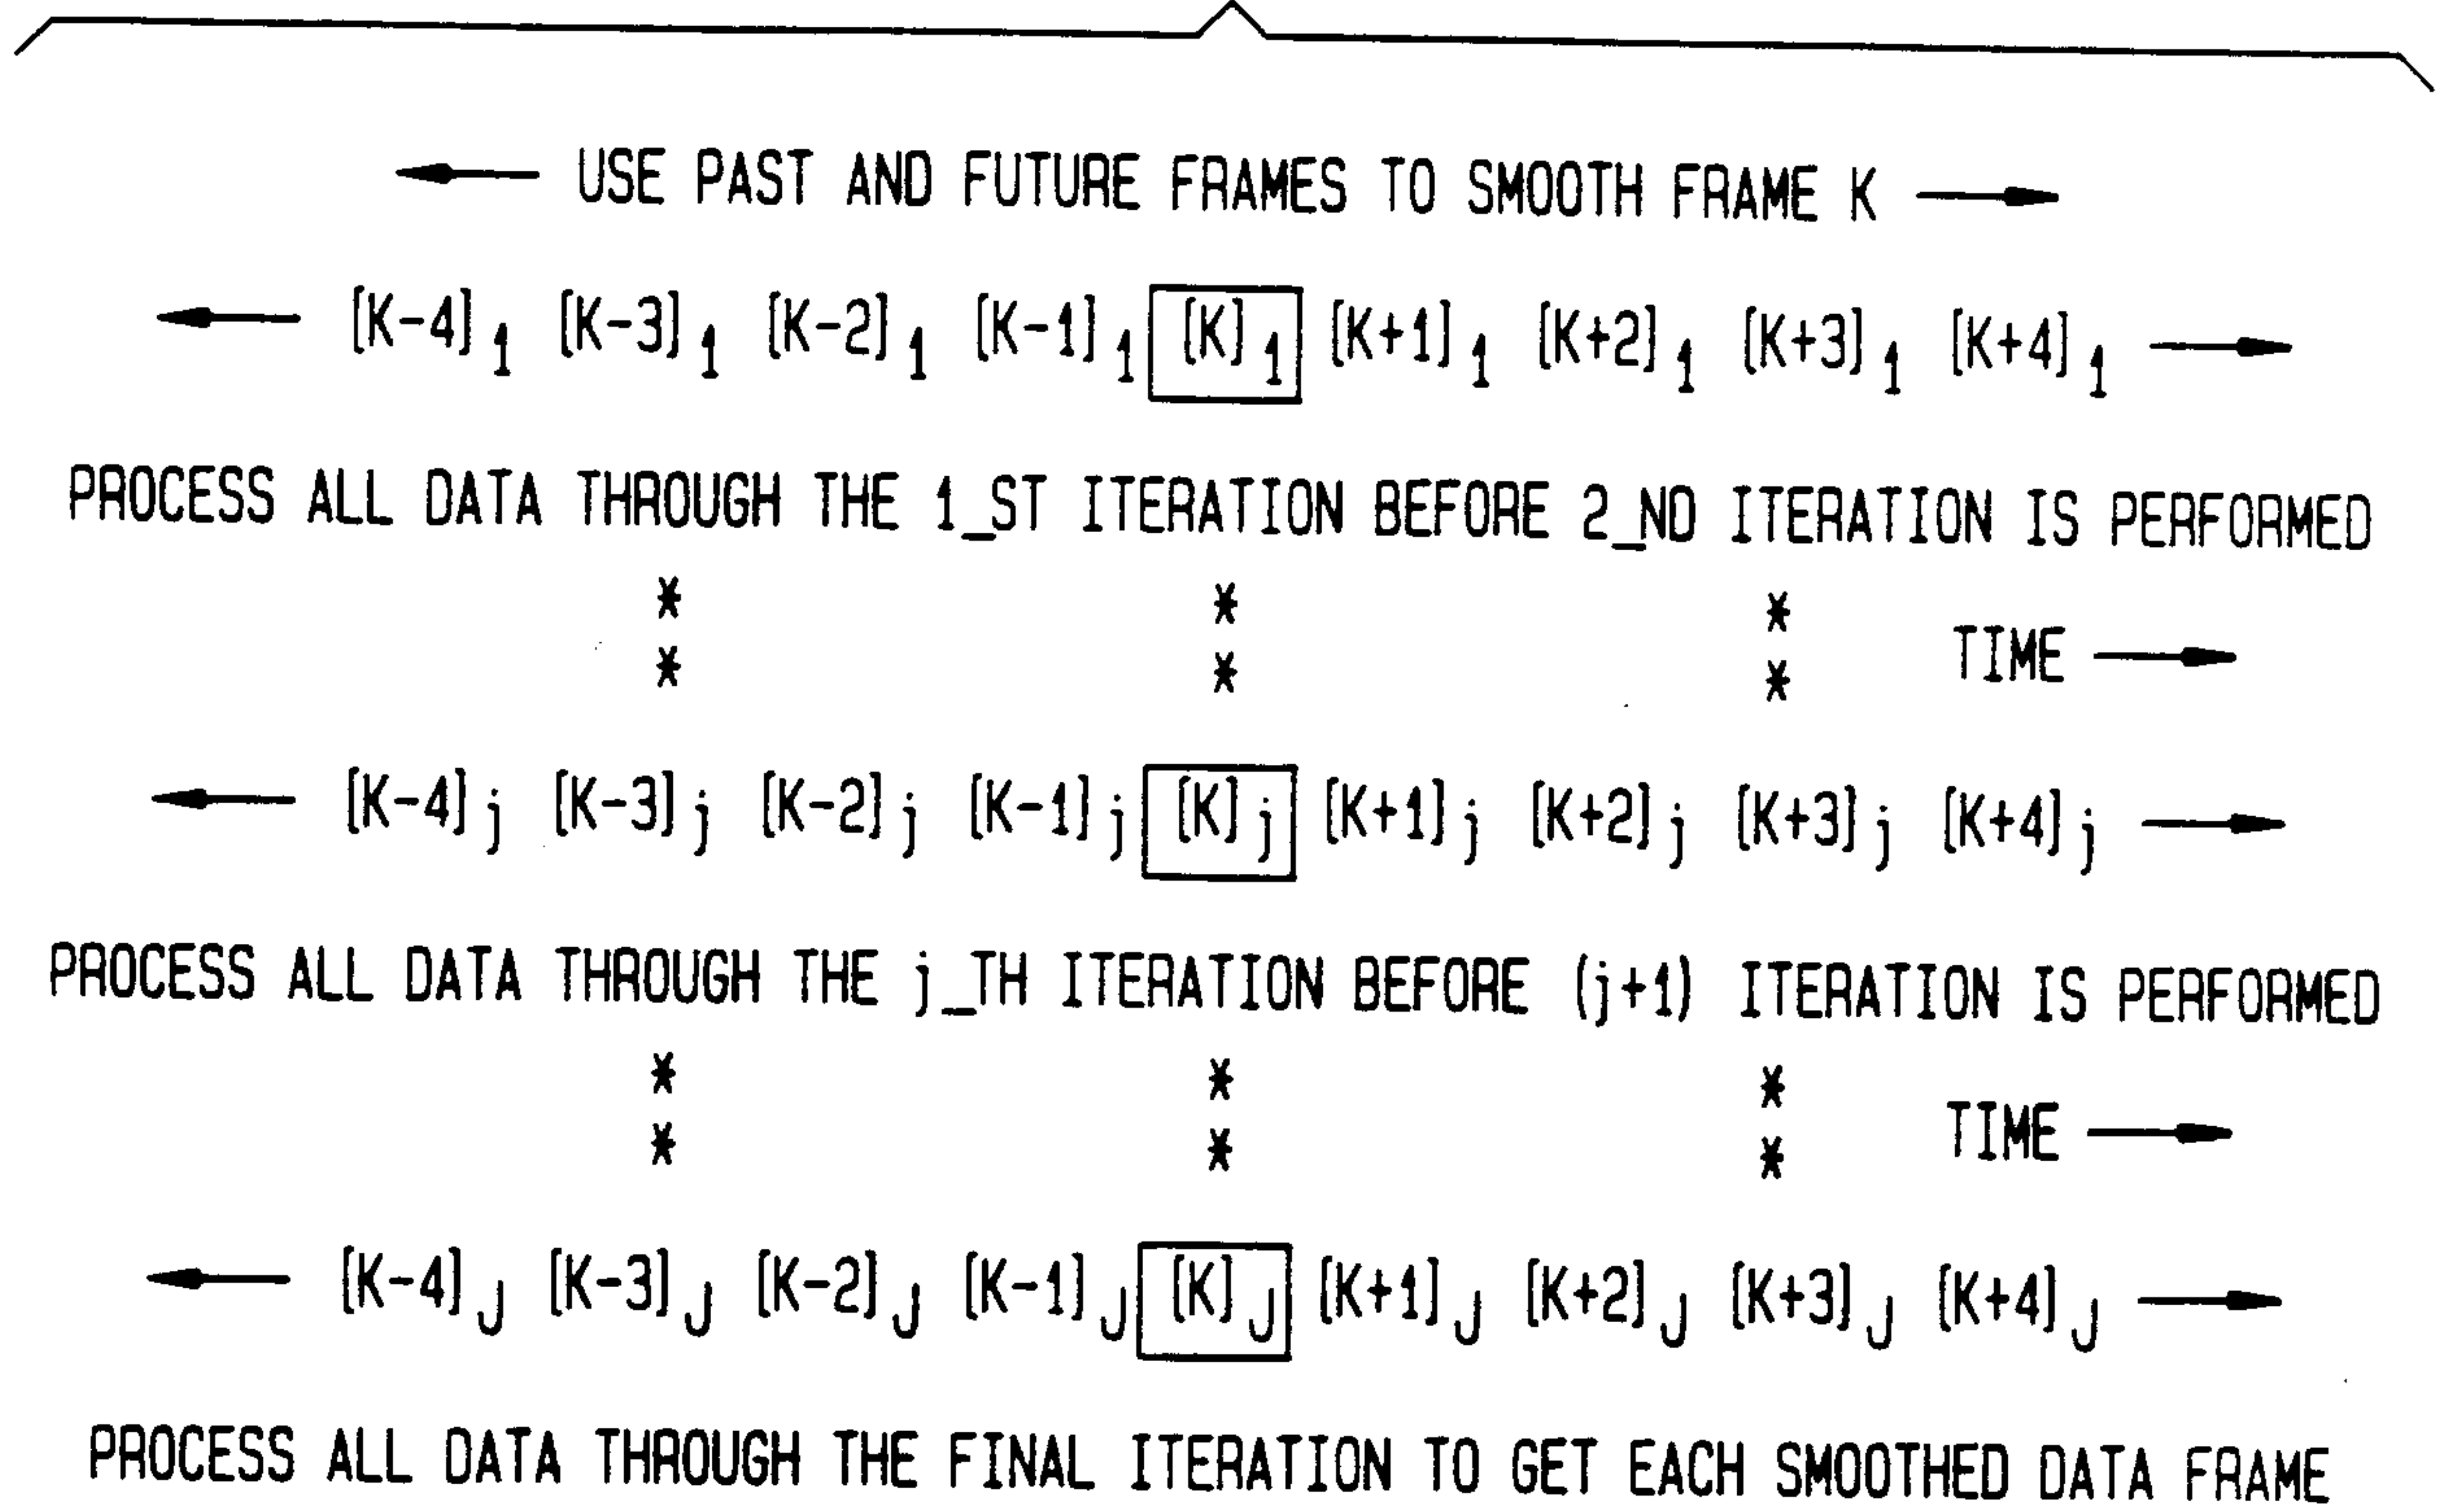 USE PAST AND FUTURE FRAMES TO SMOOTH FRAME K
[K-4]₁ [K-3]₁ [K-2]₁ [K-1]₁ [K]₁ [K+1]₁ [K+2]₁ [K+3]₁ [K+4]₁
PROCESS ALL DATA THROUGH THE 1_ST ITERATION BEFORE 2_ND ITERATION IS PERFORMED
* * *
* * * TIME
[K-4]j [K-3]j [K-2]j [K-1]j [K]j [K+1]j [K+2]j [K+3]j [K+4]j
PROCESS ALL DATA THROUGH THE j_TH ITERATION BEFORE (j+1) ITERATION IS PERFORMED
* * *
* * * TIME
[K-4]J [K-3]J [K-2]J [K-1]J [K]J [K+1]J [K+2]J [K+3]J [K+4]J
PROCESS ALL DATA THROUGH THE FINAL ITERATION TO GET EACH SMOOTHED DATA FRAME